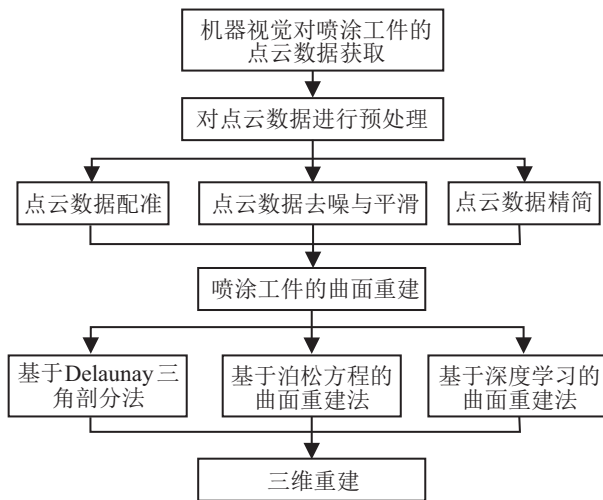 机器视觉对喷涂工件的
点云数据获取
对点云数据进行预处理
点云数据配准
点云数据去噪与平滑
点云数据精简
喷涂工件的曲面重建
基于Delaunay三
角剖分法
基于泊松方程的
曲面重建法
基于深度学习的
曲面重建法
三维重建